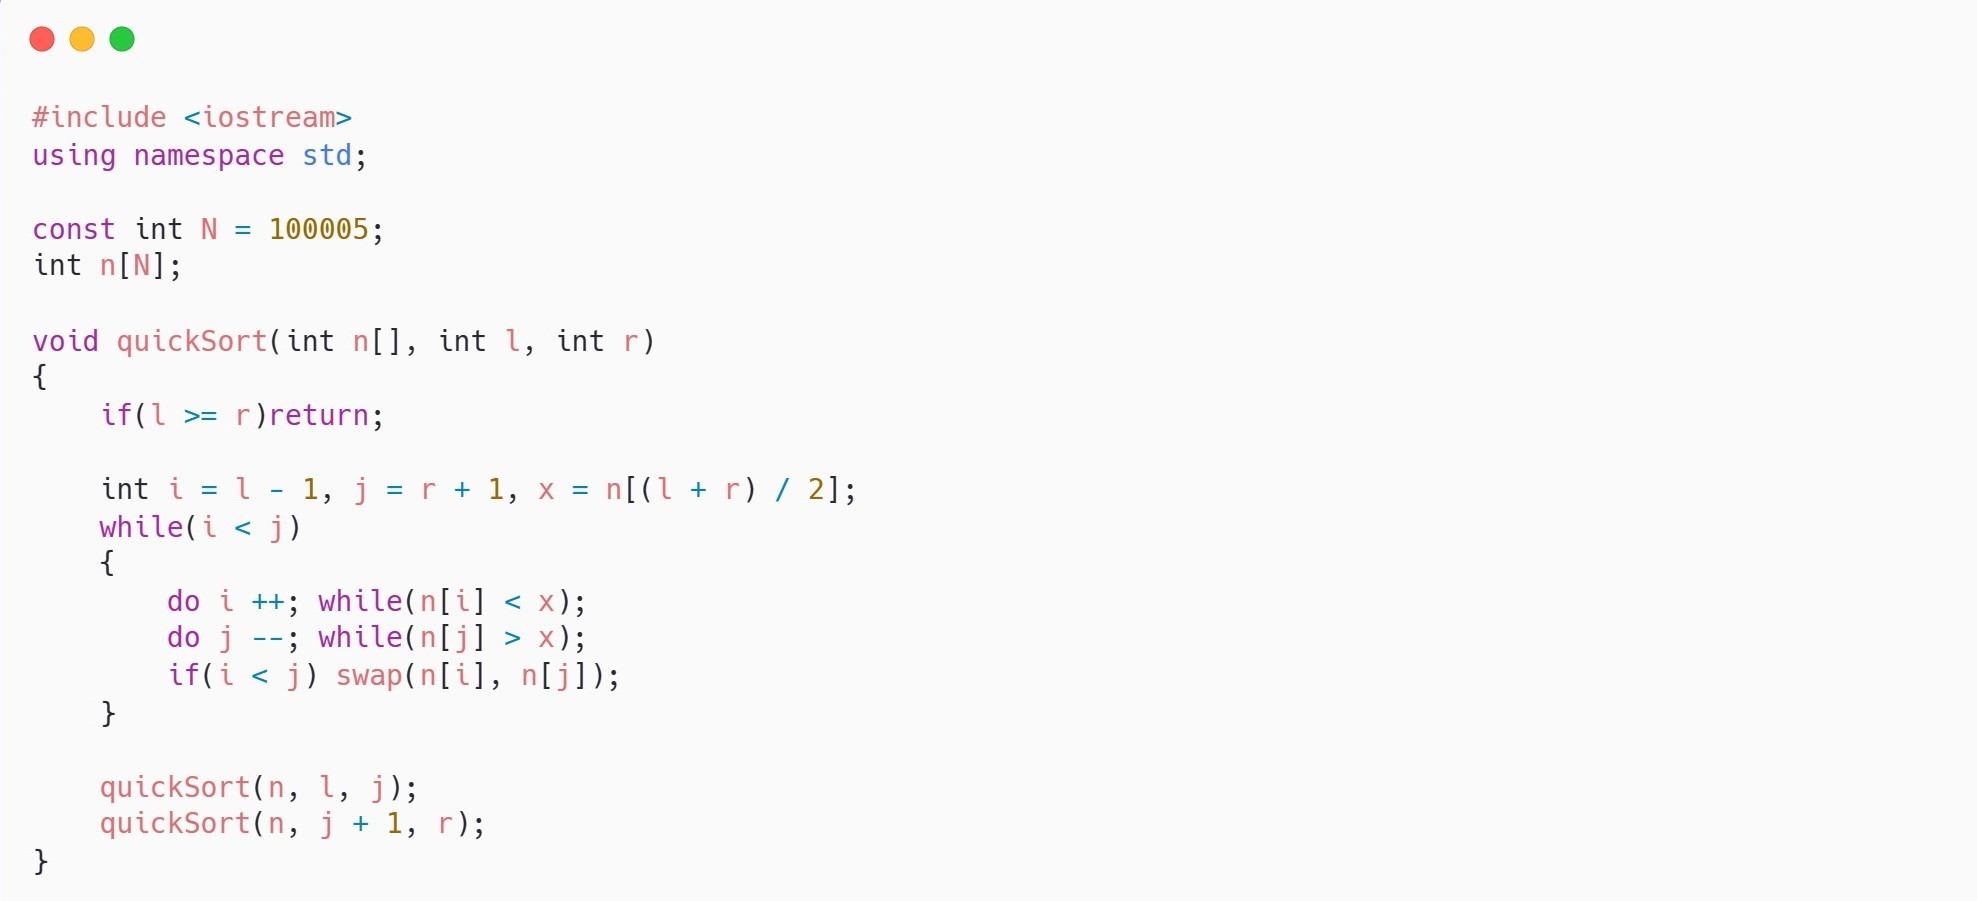 #include <iostream>
using namespace std;
const int N = 100005;
int n[N];
void quickSort(int n[], int l, int r)
{
    if(l >= r)return;
    int i = l - 1, j = r + 1, x = n[(l + r) / 2];
    while(i < j)
    {
        do i ++; while(n[i] < x);
        do j --; while(n[j] > x);
        if(i < j) swap(n[i], n[j]);
    }
    quickSort(n, l, j);
    quickSort(n, j + 1, r);
}